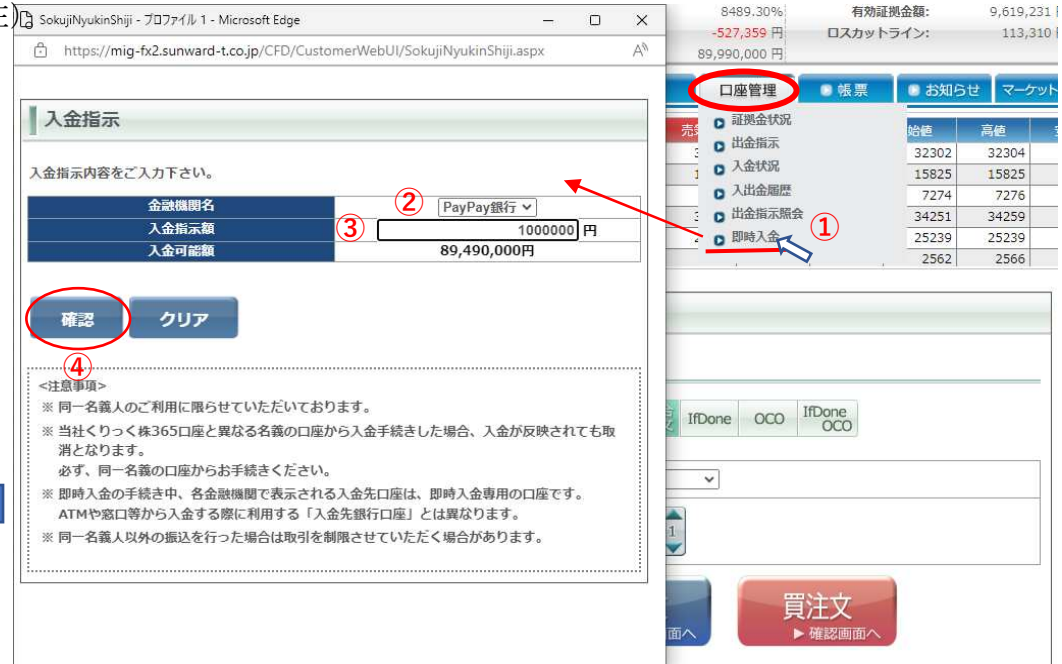 SokujiNyukinShiji - プロファイル 1 - Microsoft Edge
https://mig-fx2.sunward-t.co.jp/CFD/CustomerWebUI/SokujiNyukinShiji.aspx
入金指示
入金指示内容をご入力下さい。
金融機関名 ② PayPay銀行
入金指示額 ③ 1000000 円
入金可能額 89,490,000円
確認 クリア
④
<注意事項>
※ 同一名義人のご利用に限らせていただいております。
※ 当社くりっく株365口座と異なる名義の口座から入金手続きした場合、入金が反映されても取
消となります。
必ず、同一名義の口座からお手続きください。
※ 即時入金の手続き中、各金融機関で表示される入金先口座は、即時入金専用の口座です。
ATMや窓口等から入金する際に利用する「入金先銀行口座」とは異なります。
※ 同一名義人以外の振込を行った場合は取引を制限させていただく場合があります。
8489.30% 有効証拠金額: 9,619,231
-527,359 円 ロスカットライン: 113,310
89,990,000 円
口座管理 帳票 お知らせ マーケット
証拠金状況
出金指示
入金状況
入出金履歴
出金指示照会
即時入金 ①
始値 高値
32302 32304
15825 15825
7274 7276
34251 34259
25239 25239
2562 2566
IfDone OCO IfDone
OCO
1
面へ
買注文
▶ 確認画面へ